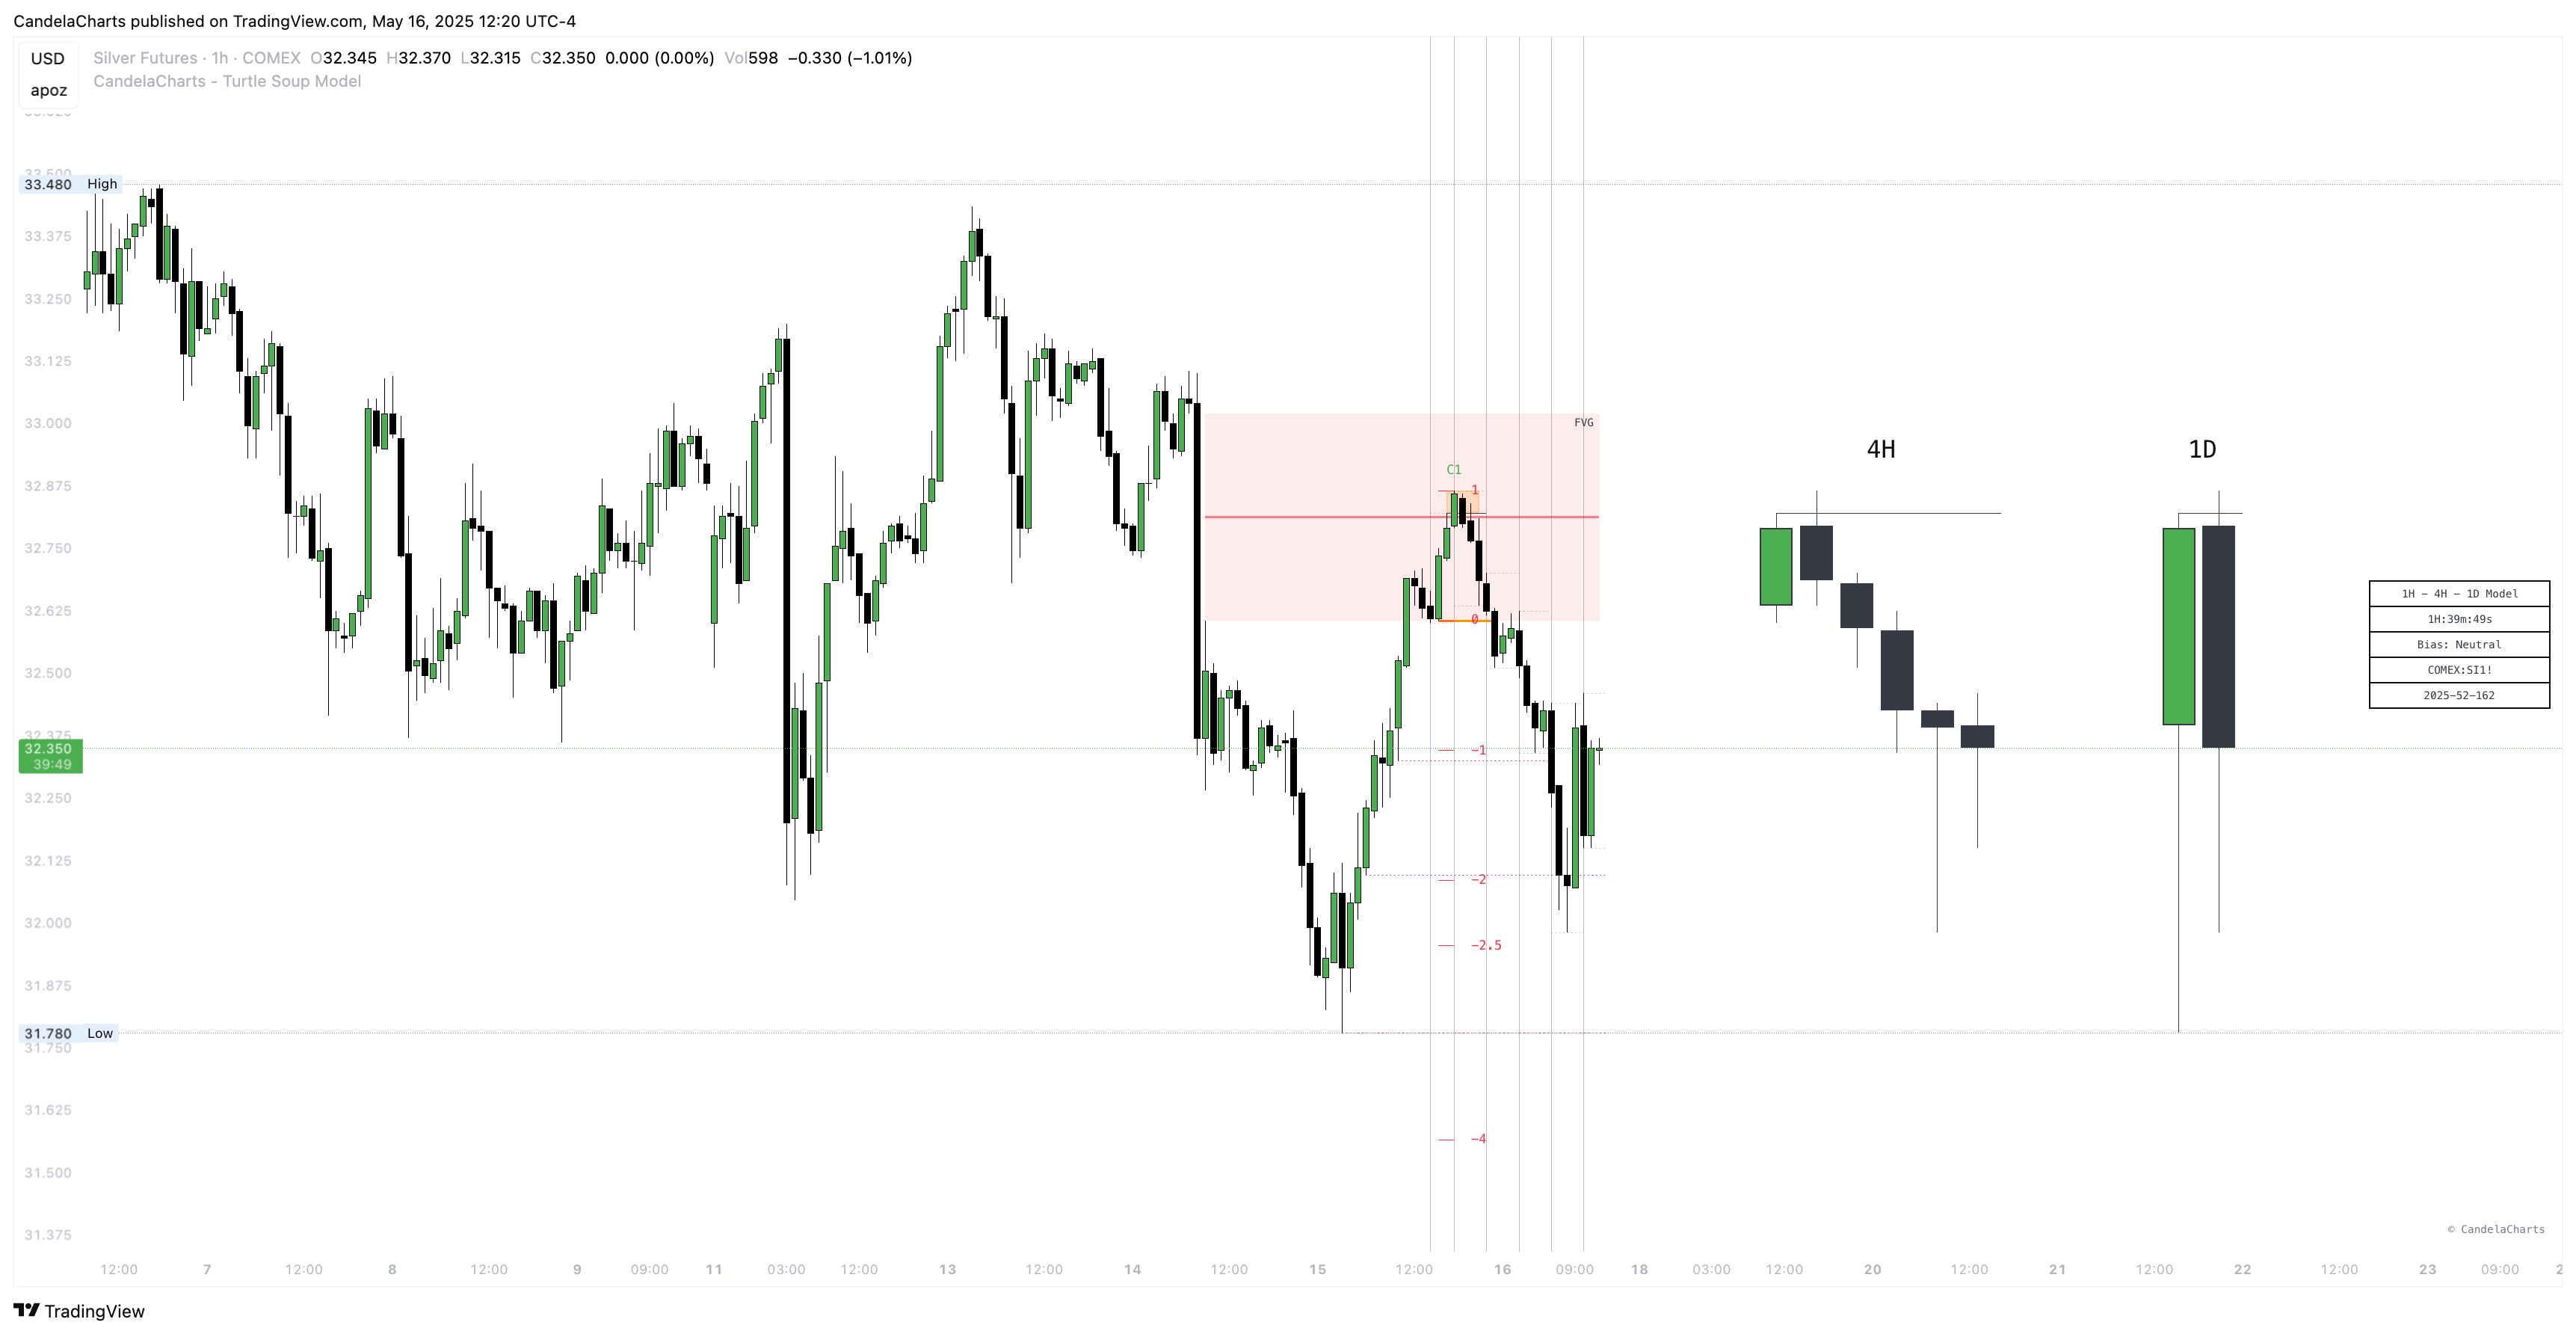 CandelaCharts published on TradingView.com, May 16, 2025 12:20 UTC-4
USD
apoz
Silver Futures · 1h · COMEX O32.345 H32.370 L32.315 C32.350 0.000 (0.00%) Vol598 −0.330 (−1.01%)
CandelaCharts - Turtle Soup Model
33.500
33.480 High
33.375
33.250
33.125
33.000
32.875
32.750
32.625
32.500
32.375
32.350
39:49
32.250
32.125
32.000
31.875
31.780 Low
31.750
31.625
31.500
31.375
FVG
C1
1
0
−1
−2
−2.5
−4
4H
1D
1H − 4H − 1D Model
1H:39m:49s
Bias: Neutral
COMEX:SI1!
2025−52−162
© CandelaCharts
12:00 7 12:00 8 12:00 9 09:00 11 03:00 12:00 13 12:00 14 12:00 15 12:00 16 09:00 18 03:00 12:00 20 12:00 21 12:00 22 12:00 23 09:00
TradingView